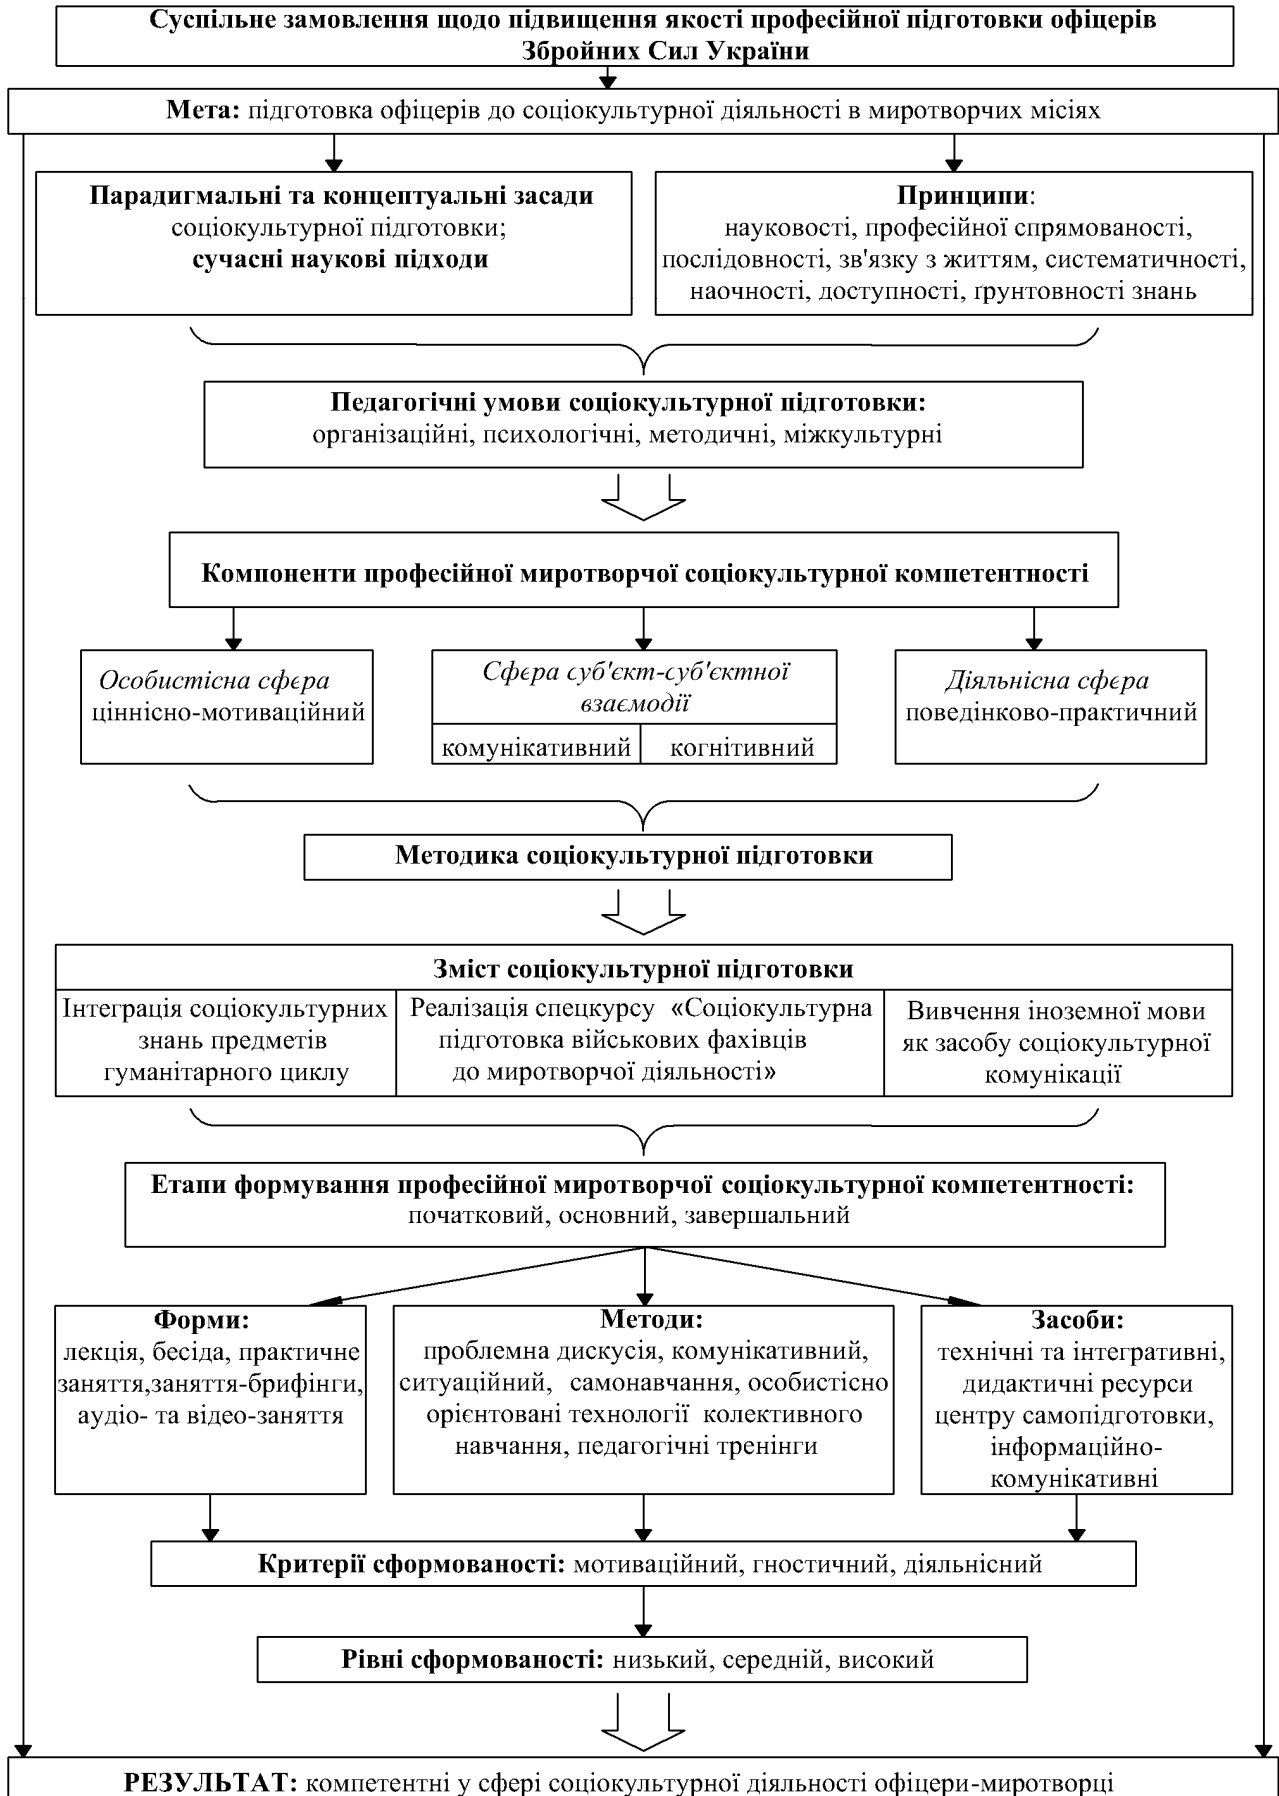 Суспільне замовлення щодо підвищення якості професійної підготовки офіцерів
Збройних Сил України
Мета: підготовка офіцерів до соціокультурної діяльності в миротворчих місіях
Парадигмальні та концептуальні засади
соціокультурної підготовки;
сучасні наукові підходи
Принципи:
науковості, професійної спрямованості,
послідовності, зв'язку з життям, систематичності,
наочності, доступності, ґрунтовності знань
Педагогічні умови соціокультурної підготовки:
організаційні, психологічні, методичні, міжкультурні
Компоненти професійної миротворчої соціокультурної компетентності
Особистісна сфера
ціннісно-мотиваційний
Сфера суб'єкт-суб'єктної
взаємодії
комунікативний
когнітивний
Діяльнісна сфера
поведінково-практичний
Методика соціокультурної підготовки
Зміст соціокультурної підготовки
Інтеграція соціокультурних
знань предметів
гуманітарного циклу
Реалізація спецкурсу «Соціокультурна
підготовка військових фахівців
до миротворчої діяльності»
Вивчення іноземної мови
як засобу соціокультурної
комунікації
Етапи формування професійної миротворчої соціокультурної компетентності:
початковий, основний, завершальний
Форми:
лекція, бесіда, практичне
заняття,заняття-брифінги,
аудіо- та відео-заняття
Методи:
проблемна дискусія, комунікативний,
ситуаційний, самонавчання, особистісно
орієнтовані технології колективного
навчання, педагогічні тренінги
Засоби:
технічні та інтегративні,
дидактичні ресурси
центру самопідготовки,
інформаційно-
комунікативні
Критерії сформованості: мотиваційний, гностичний, діяльнісний
Рівні сформованості: низький, середній, високий
РЕЗУЛЬТАТ: компетентні у сфері соціокультурної діяльності офіцери-миротворці